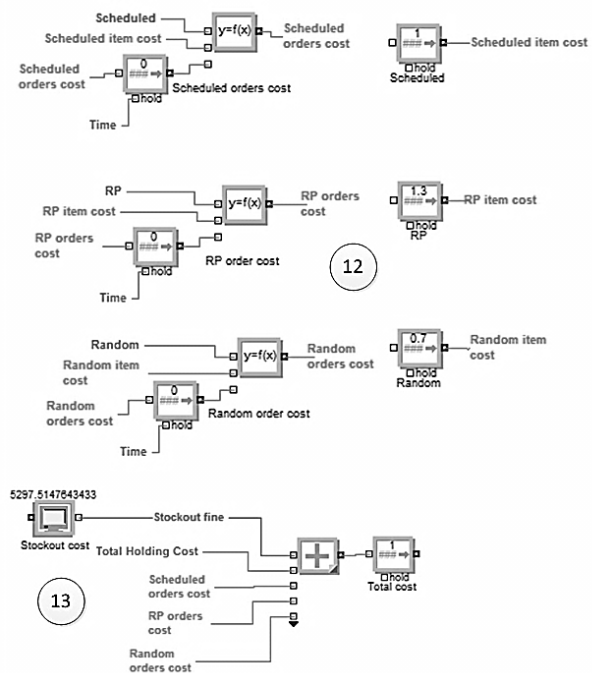 Scheduled
Scheduled item cost
y=f(x)
Scheduled
orders cost
Scheduled
orders cost
0
### ⇒
hold
Scheduled orders cost
Time
1
### ⇒
hold
Scheduled
Scheduled item cost
RP
RP item cost
y=f(x)
RP orders
cost
RP orders
cost
0
### ⇒
hold
RP order cost
Time
1.3
### ⇒
hold
RP
RP item cost
12
Random
Random item
cost
y=f(x)
Random
orders cost
Random
orders cost
0
### ⇒
hold
Random order cost
Time
0.7
### ⇒
hold
Random
Random item
cost
5297.5147643433
Stockout cost
Stockout fine
Total Holding Cost
Scheduled
orders cost
RP orders
cost
Random
orders cost
+
1
### ⇒
hold
Total cost
13